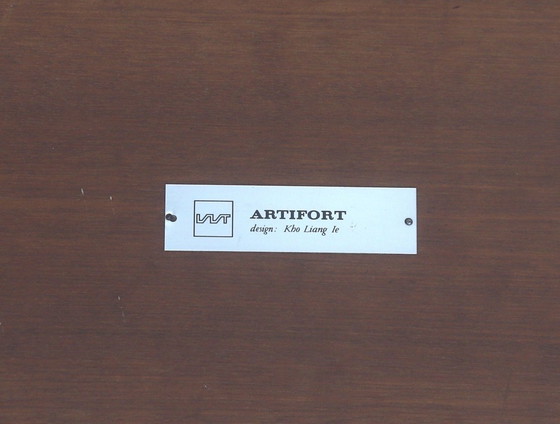 ARTIFORT
design: Kho Liang Ie